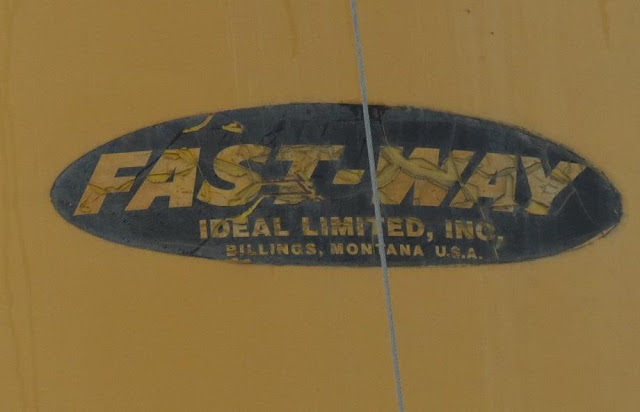 FAST-WAY
IDEAL LIMITED, INC.
BILLINGS, MONTANA U.S.A.